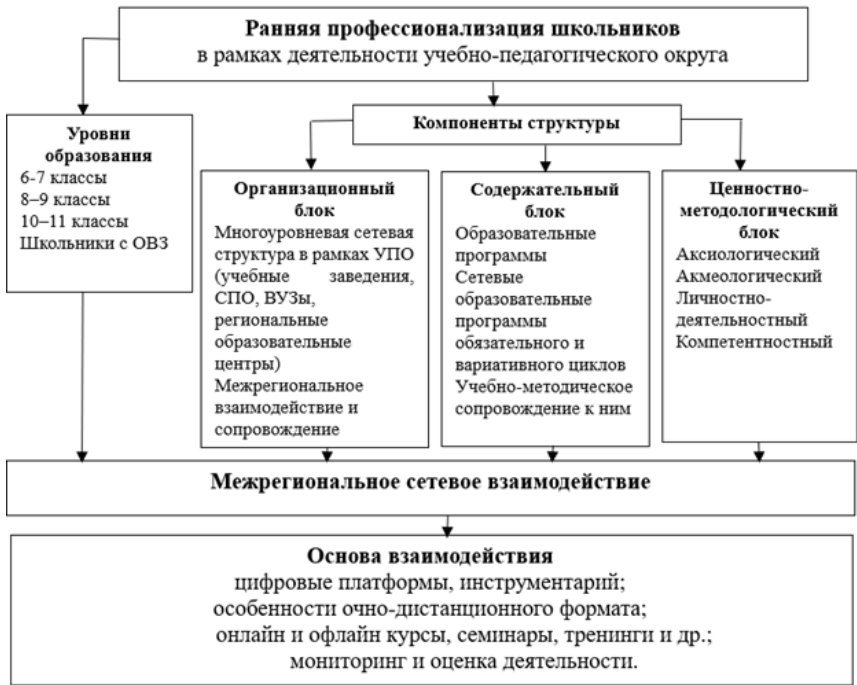 Ранняя профессионализация школьников
в рамках деятельности учебно-педагогического округа
Уровни
образования
6-7 классы
8–9 классы
10–11 классы
Школьники с ОВЗ
Компоненты структуры
Организационный
блок
Многоуровневая сетевая
структура в рамках УПО
(учебные заведения,
СПО, ВУЗы,
региональные
образовательные
центры)
Межрегиональное
взаимодействие и
сопровождение
Содержательный
блок
Образовательные
программы
Сетевые
образовательные
программы
обязательного и
вариативного циклов
Учебно-методическое
сопровождение к ним
Ценностно-
методологический
блок
Аксиологический
Акмеологический
Личностно-
деятельностный
Компетентностный
Межрегиональное сетевое взаимодействие
Основа взаимодействия
цифровые платформы, инструментарий;
особенности очно-дистанционного формата;
онлайн и офлайн курсы, семинары, тренинги и др.;
мониторинг и оценка деятельности.